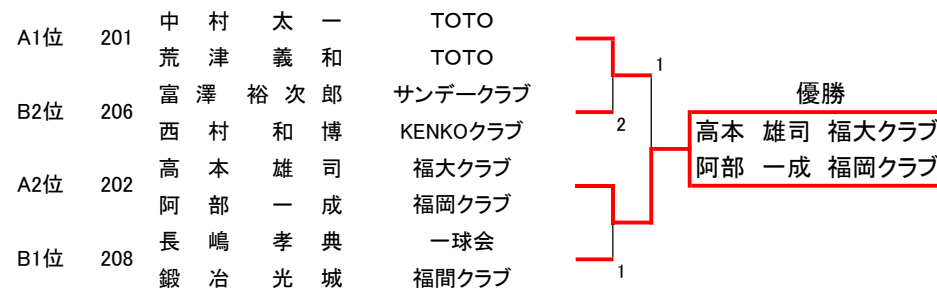 A1位 201 中村 太一 TOTO
荒津 義和 TOTO
B2位 206 富澤 裕次郎 サンデークラブ
西村 和博 KENKOクラブ
A2位 202 高本 雄司 福大クラブ
阿部 一成 福岡クラブ
B1位 208 長嶋 孝典 一球会
鍛冶 光城 福間クラブ
1
2
1
優勝
高本 雄司 福大クラブ
阿部 一成 福岡クラブ